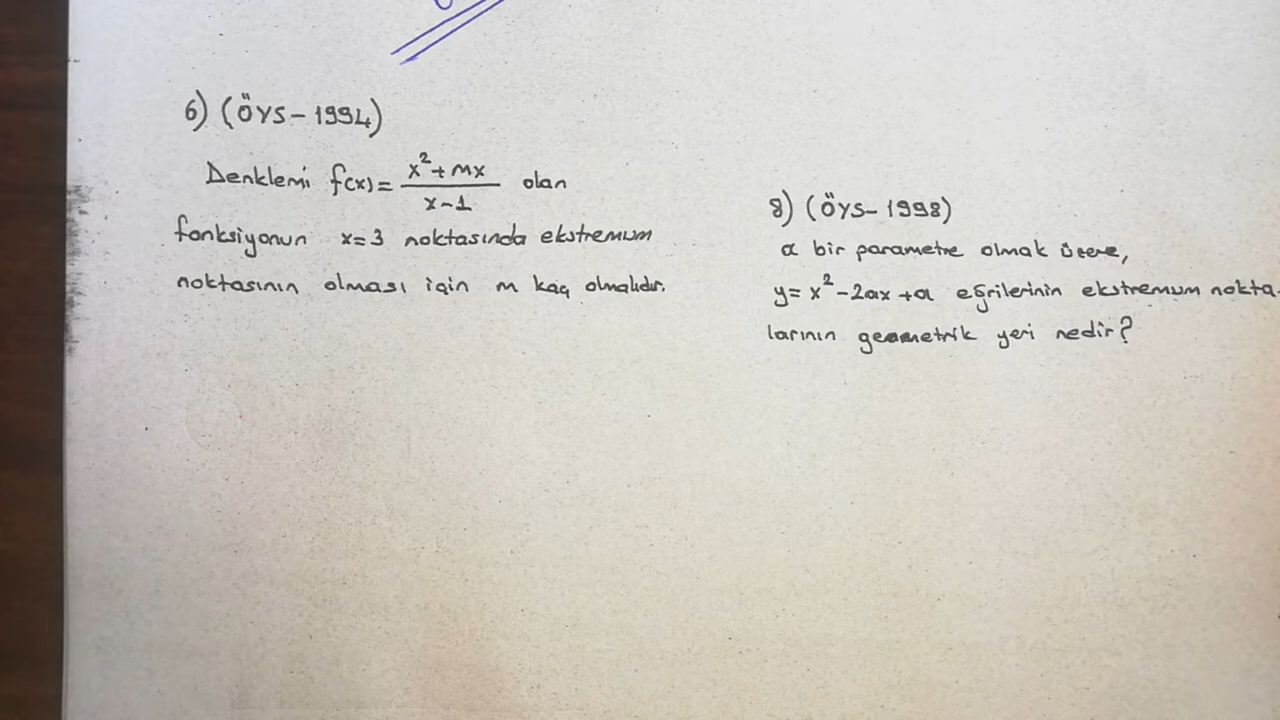 6) (ÖYS-1994)
Denklemi f(x) = x²+mx / x-1 olan
fonksiyonun x=3 noktasında ekstremum
noktasının olması için m kaç olmalıdır.
8) (ÖYS-1998)
a bir parametre olmak üzere,
y= x²-2ax+a eğrilerinin ekstremum nokta-
larının geometrik yeri nedir?